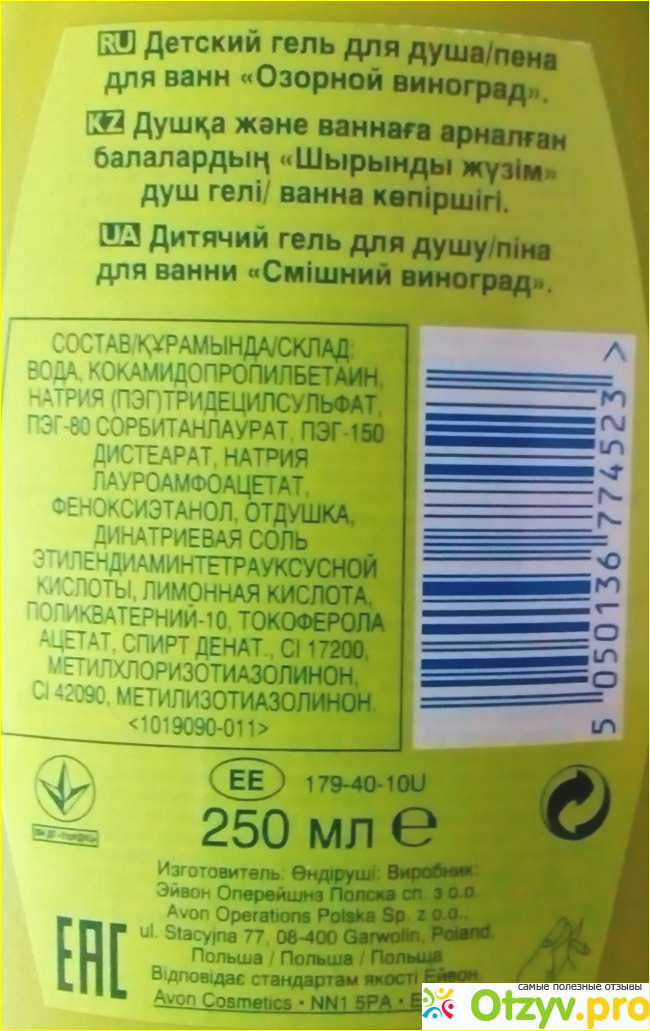 RU Детский гель для душа/пена
для ванн «Озорной виноград».
KZ Душқа және ваннаға арналған
балалардың «Шырынды жүзім»
душ гелі/ ванна көпіршігі.
UA Дитячий гель для душу/піна
для ванни «Смішний виноград».
СОСТАВ/ҚҰРАМЫНДА/СКЛАД:
ВОДА, КОКАМИДОПРОПИЛБЕТАИН,
НАТРИЯ (ПЭГ)ТРИДЕЦИЛСУЛЬФАТ,
ПЭГ-80 СОРБИТАНЛАУРАТ, ПЭГ-150
ДИСТЕАРАТ, НАТРИЯ
ЛАУРОАМФОАЦЕТАТ,
ФЕНОКСИЭТАНОЛ, ОТДУШКА,
ДИНАТРИЕВАЯ СОЛЬ
ЭТИЛЕНДИАМИНТЕТРАУКСУСНОЙ
КИСЛОТЫ, ЛИМОННАЯ КИСЛОТА,
ПОЛИКВАТЕРНИЙ-10, ТОКОФЕРОЛА
АЦЕТАТ, СПИРТ ДЕНАТ., CI 17200,
МЕТИЛХЛОРИЗОТИАЗОЛИНОН,
CI 42090, МЕТИЛИЗОТИАЗОЛИНОН.
<1019090-011>
5 050136 774523 >
EE 179-40-10U
250 мл e
Изготовитель: Өндіруші: Виробник:
Эйвон Оперейшнз Полска сп. з о.о.
Avon Operations Polska Sp. z o.o.,
ul. Stacyjna 77, 08-400 Garwolin, Poland,
Польша / Польша / Польща
Відповідає стандартам якості Ейвон.
Avon Cosmetics • NN1 5PA •
EAC
самые полезные отзывы
Otzyv.pro